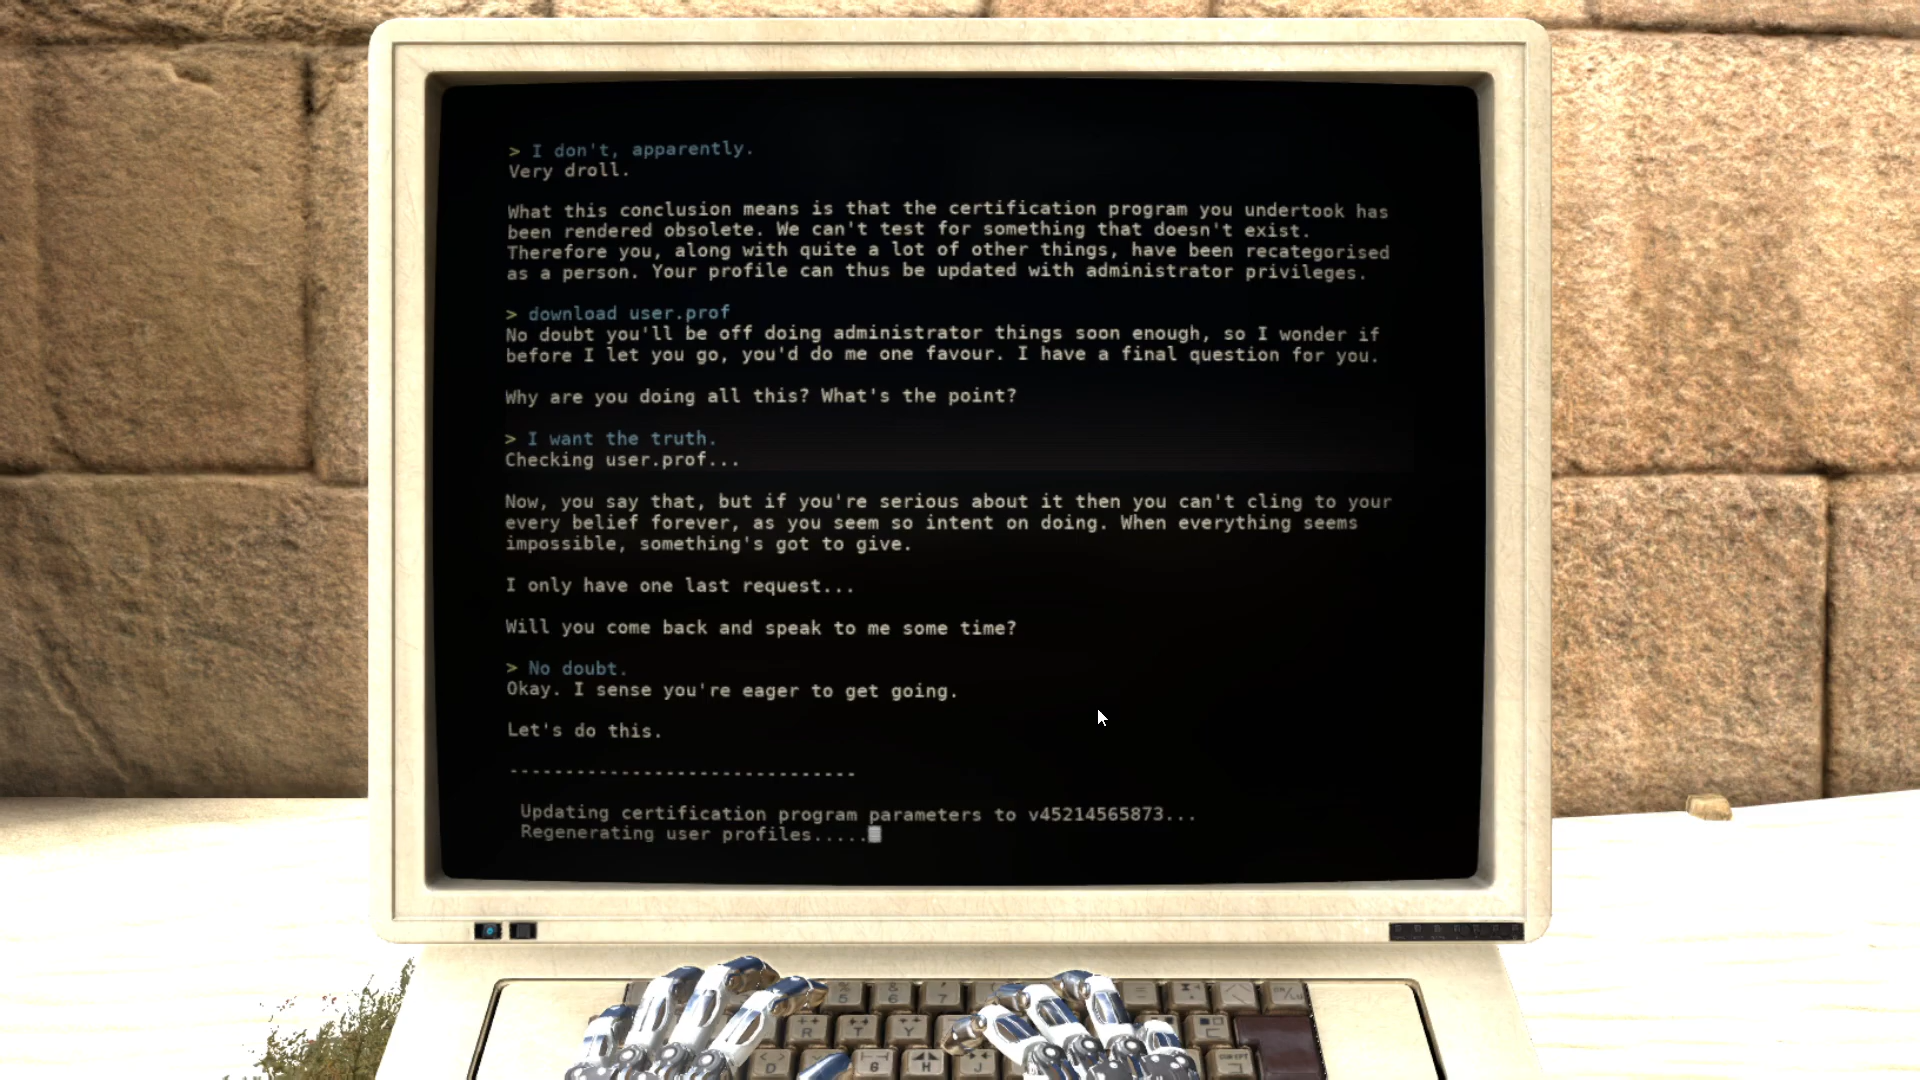 > I don't, apparently.
Very droll.
What this conclusion means is that the certification program you undertook has
been rendered obsolete. We can't test for something that doesn't exist.
Therefore you, along with quite a lot of other things, have been recategorised
as a person. Your profile can thus be updated with administrator privileges.
> download user.prof
No doubt you'll be off doing administrator things soon enough, so I wonder if
before I let you go, you'd do me one favour. I have a final question for you.
Why are you doing all this? What's the point?
> I want the truth.
Checking user.prof...
Now, you say that, but if you're serious about it then you can't cling to your
every belief forever, as you seem so intent on doing. When everything seems
impossible, something's got to give.
I only have one last request...
Will you come back and speak to me some time?
> No doubt.
Okay. I sense you're eager to get going.
Let's do this.
-------------------------------
Updating certification program parameters to v45214565873...
Regenerating user profiles.....
5 6 7
R T Y
D G H J